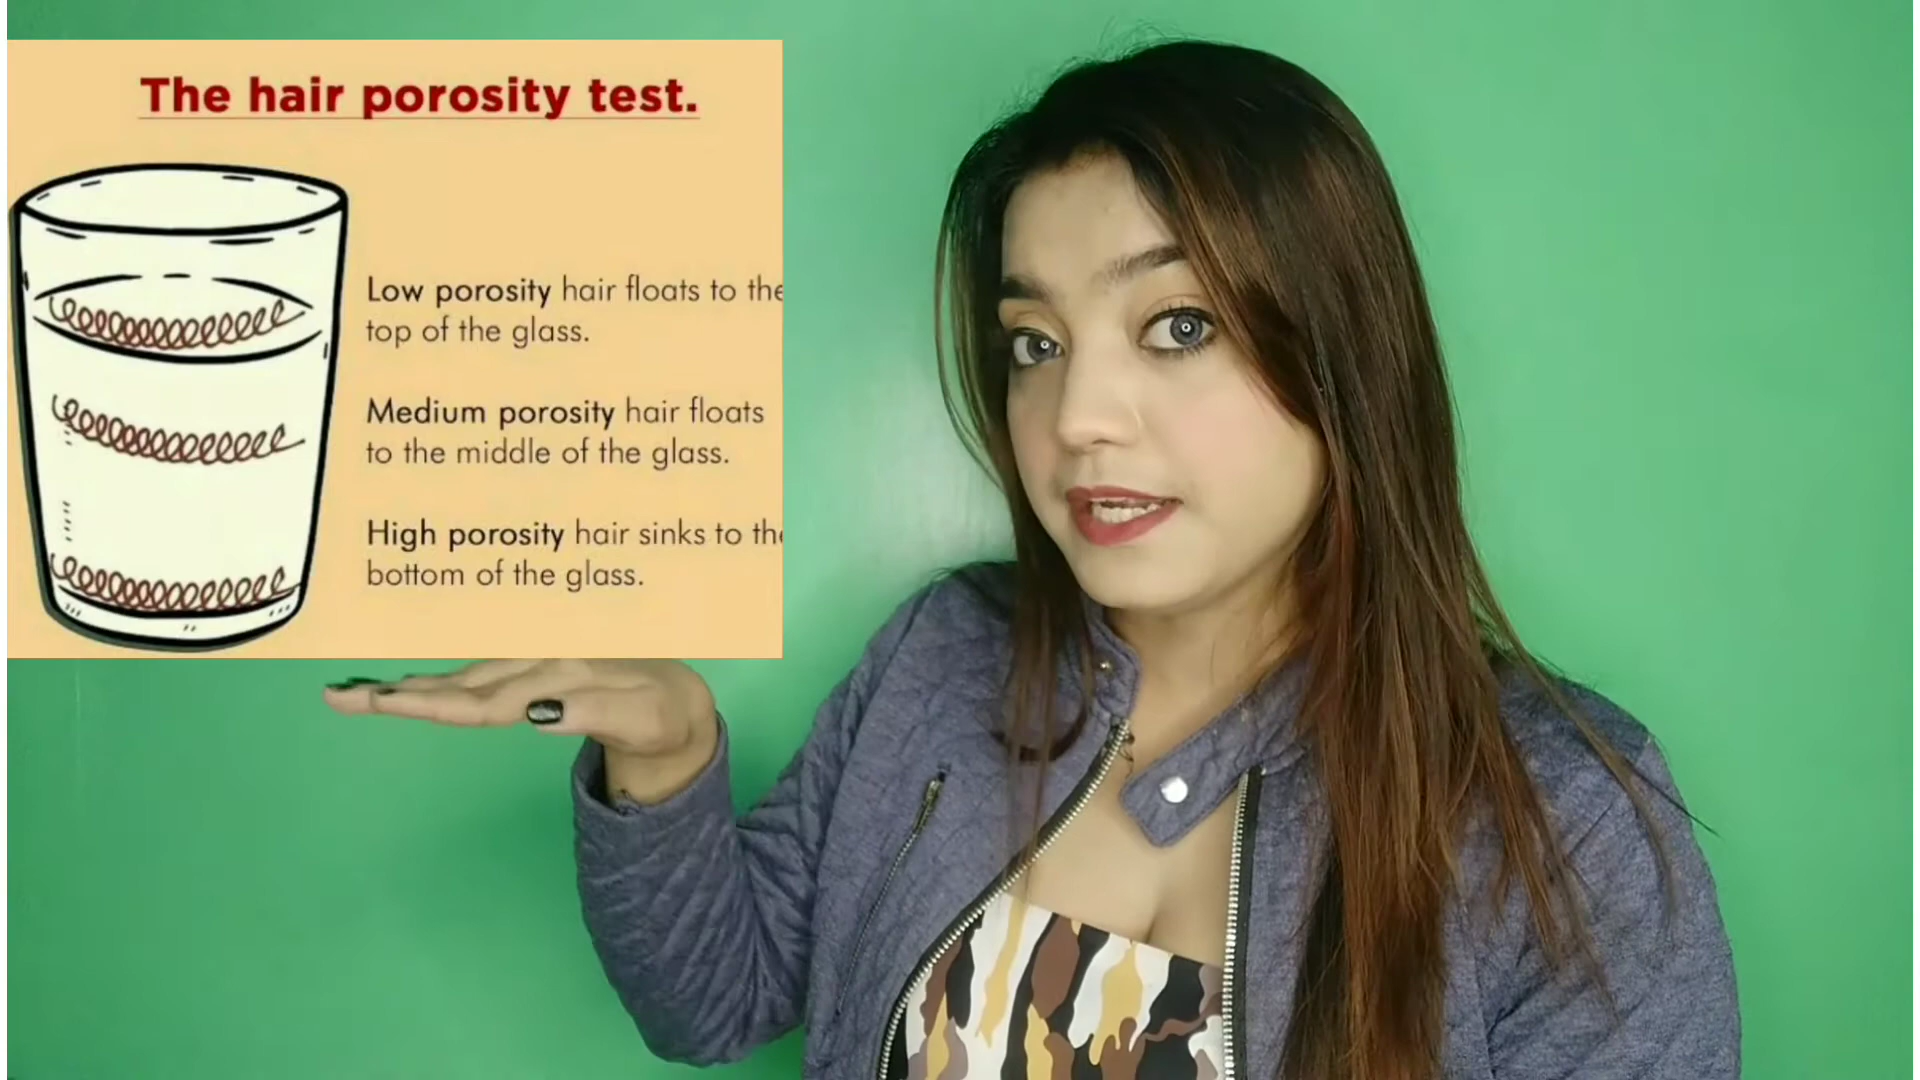 The hair porosity test.
Low porosity hair floats to the
top of the glass.
Medium porosity hair floats
to the middle of the glass.
High porosity hair sinks to the
bottom of the glass.